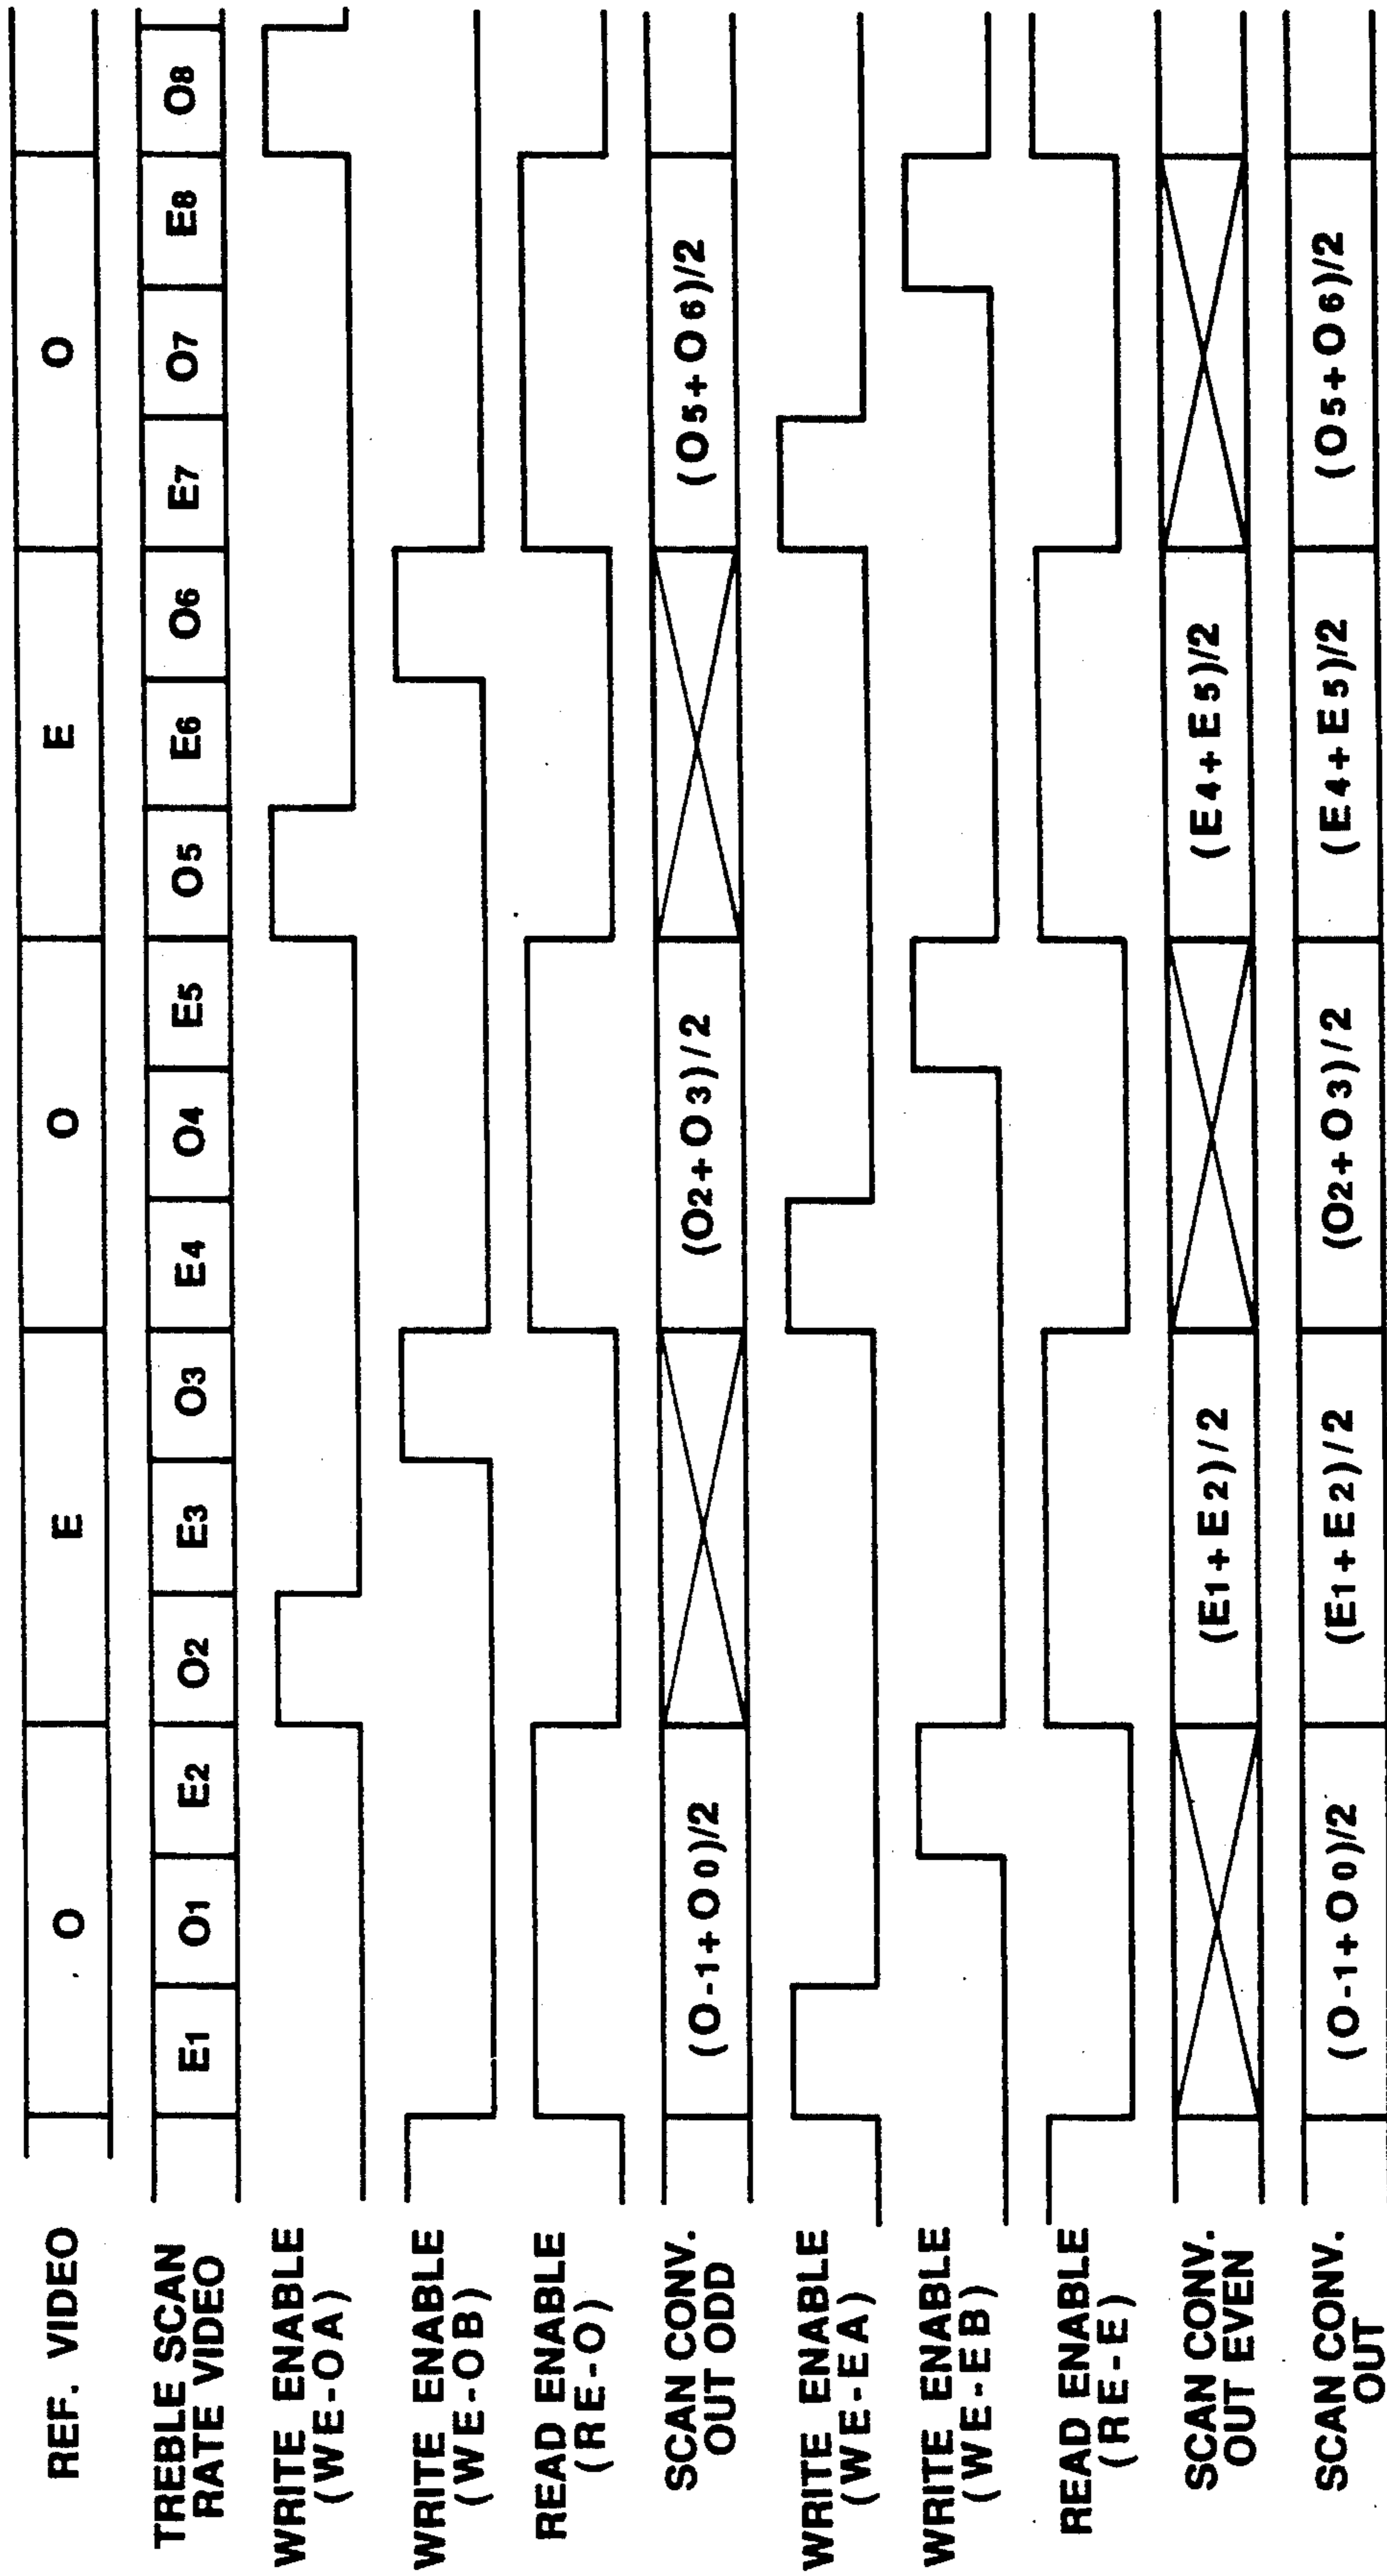 REF. VIDEO
O E O E O
TREBLE SCAN
RATE VIDEO
E1 O1 E2 O2 E3 O3 E4 O4 E5 O5 E6 O6 E7 O7 E8 O8
WRITE ENABLE
(WE-OA)
WRITE ENABLE
(WE-OB)
READ ENABLE
(RE-O)
SCAN CONV.
OUT ODD
(O-1+O0)/2 (O2+O3)/2 (O5+O6)/2
WRITE ENABLE
(WE-EA)
WRITE ENABLE
(WE-EB)
READ ENABLE
(RE-E)
SCAN CONV.
OUT EVEN
(E1+E2)/2 (E4+E5)/2
SCAN CONV.
OUT
(O-1+O0)/2 (E1+E2)/2 (O2+O3)/2 (E4+E5)/2 (O5+O6)/2